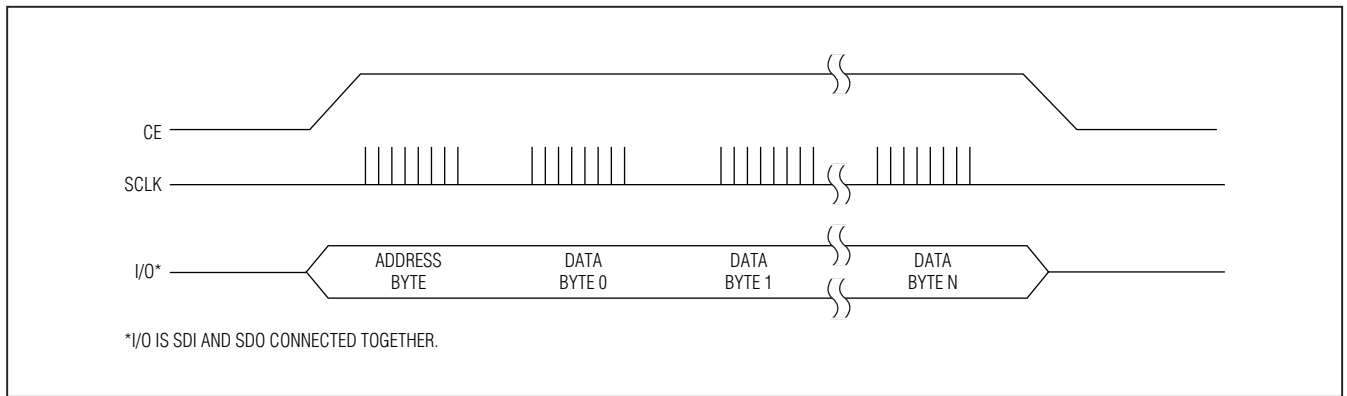 CE
SCLK
I/O*
ADDRESS
BYTE
DATA
BYTE 0
DATA
BYTE 1
DATA
BYTE N
*I/O IS SDI AND SDO CONNECTED TOGETHER.